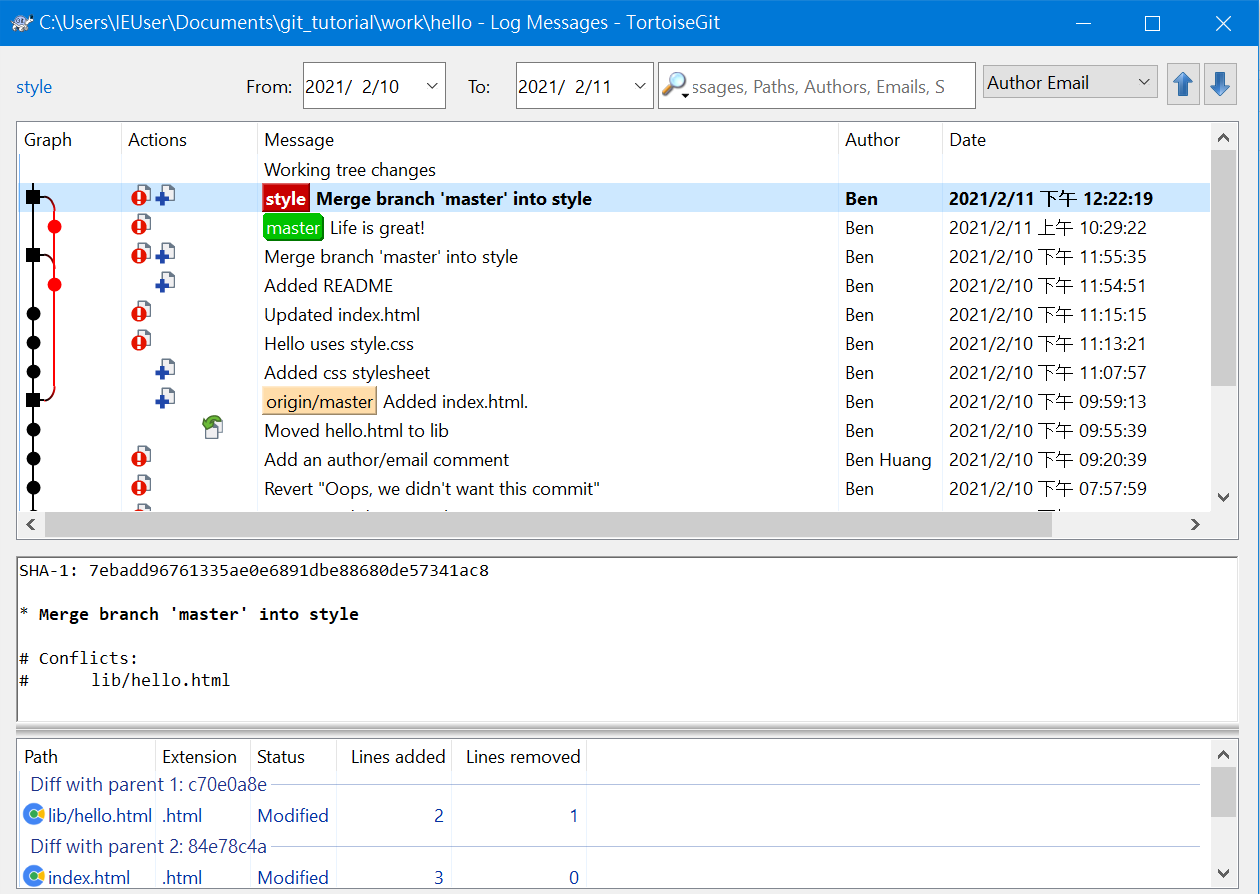 C:\Users\IEUser\Documents\git_tutorial\work\hello - Log Messages - TortoiseGit
style From: 2021/ 2/10 To: 2021/ 2/11 ssages, Paths, Authors, Emails, S Author Email
Graph Actions Message Author Date
Working tree changes
style Merge branch 'master' into style Ben 2021/2/11 下午 12:22:19
master Life is great! Ben 2021/2/11 上午 10:29:22
Merge branch 'master' into style Ben 2021/2/10 下午 11:55:35
Added README Ben 2021/2/10 下午 11:54:51
Updated index.html Ben 2021/2/10 下午 11:15:15
Hello uses style.css Ben 2021/2/10 下午 11:13:21
Added css stylesheet Ben 2021/2/10 下午 11:07:57
origin/master Added index.html. Ben 2021/2/10 下午 09:59:13
Moved hello.html to lib Ben 2021/2/10 下午 09:55:39
Add an author/email comment Ben Huang 2021/2/10 下午 09:20:39
Revert "Oops, we didn't want this commit" Ben 2021/2/10 下午 07:57:59
SHA-1: 7ebadd96761335ae0e6891dbe88680de57341ac8
* Merge branch 'master' into style
# Conflicts:
# lib/hello.html
Path Extension Status Lines added Lines removed
Diff with parent 1: c70e0a8e
lib/hello.html .html Modified 2 1
Diff with parent 2: 84e78c4a
index.html .html Modified 3 0